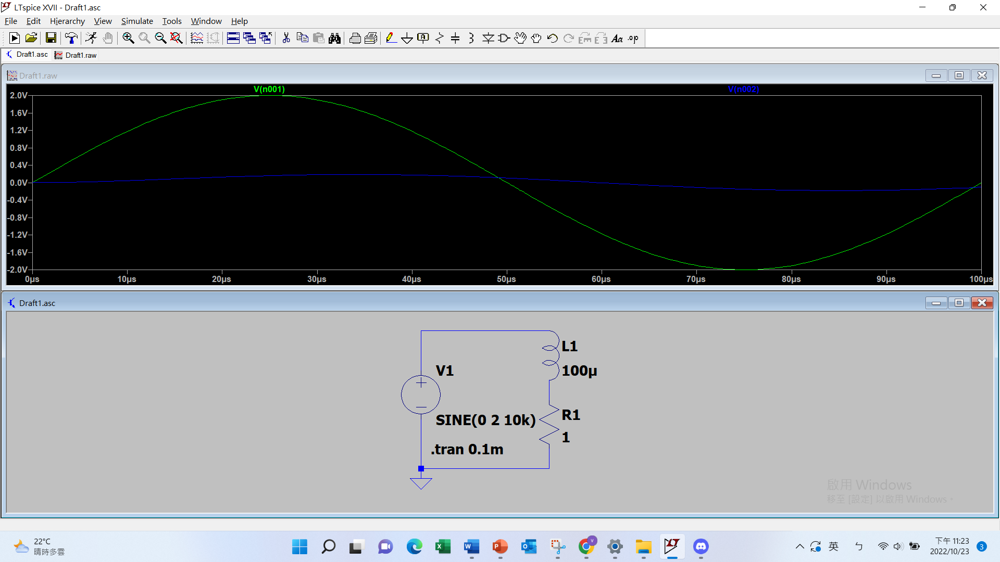 LTspice XVII - Draft1.asc
File Edit Hierarchy View Simulate Tools Window Help
Draft1.asc Draft1.raw
Draft1.raw
V(n001) V(n002)
2.0V
1.6V
1.2V
0.8V
0.4V
0.0V
-0.4V
-0.8V
-1.2V
-1.6V
-2.0V
0µs 10µs 20µs 30µs 40µs 50µs 60µs 70µs 80µs 90µs 100µs
Draft1.asc
L1
100µ
V1
R1
SINE(0 2 10k)
1
.tran 0.1m
啟用 Windows
移至 [設定] 以啟用 Windows。
22°C
晴時多雲
英 ㄅ
下午 11:23
2022/10/23
3